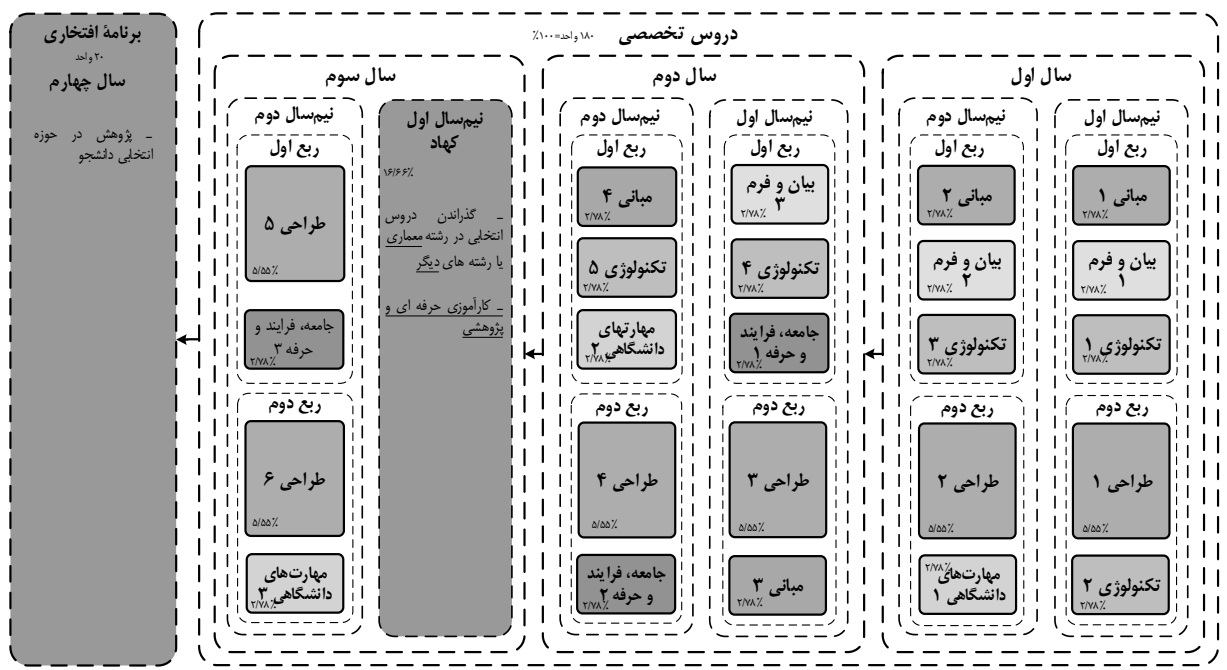 دروس تخصصی ۱۸۰ واحد=۱۰۰٪
سال اول
نیم‌سال اول
ربع اول
مبانی ۱
۲/۷۸٪
بیان و فرم
۱
۲/۷۸٪
تکنولوژی ۱
۲/۷۸٪
ربع دوم
طراحی ۱
۵/۵۵٪
تکنولوژی ۲
۲/۷۸٪
نیم‌سال دوم
ربع اول
مبانی ۲
۲/۷۸٪
بیان و فرم
۲
۲/۷۸٪
تکنولوژی ۳
۲/۷۸٪
ربع دوم
طراحی ۲
۵/۵۵٪
مهارت‌های
۲/۷۸٪
دانشگاهی ۱
سال دوم
نیم‌سال اول
ربع اول
بیان و فرم
۳
۲/۷۸٪
تکنولوژی ۴
۲/۷۸٪
جامعه، فرایند
و حرفه ۱
۲/۷۸٪
ربع دوم
طراحی ۳
۵/۵۵٪
مبانی ۳
۲/۷۸٪
نیم‌سال دوم
ربع اول
مبانی ۴
۲/۷۸٪
تکنولوژی ۵
۲/۷۸٪
مهارتهای
دانشگاهی ۲
۲/۷۸٪
ربع دوم
طراحی ۴
۵/۵۵٪
جامعه، فرایند
و حرفه ۲
۲/۷۸٪
سال سوم
نیم‌سال اول
کهاد
۱۶/۶۶٪
- گذراندن دروس
انتخابی در رشته معماری
یا رشته های دیگر
- کارآموزی حرفه ای و
پژوهشی
نیم‌سال دوم
ربع اول
طراحی ۵
۵/۵۵٪
جامعه، فرایند و
حرفه ۳
۲/۷۸٪
ربع دوم
طراحی ۶
۵/۵۵٪
مهارت‌های
دانشگاهی ۳
۲/۷۸٪
برنامهٔ افتخاری
۲۰ واحد
سال چهارم
- پژوهش در حوزه
انتخابی دانشجو